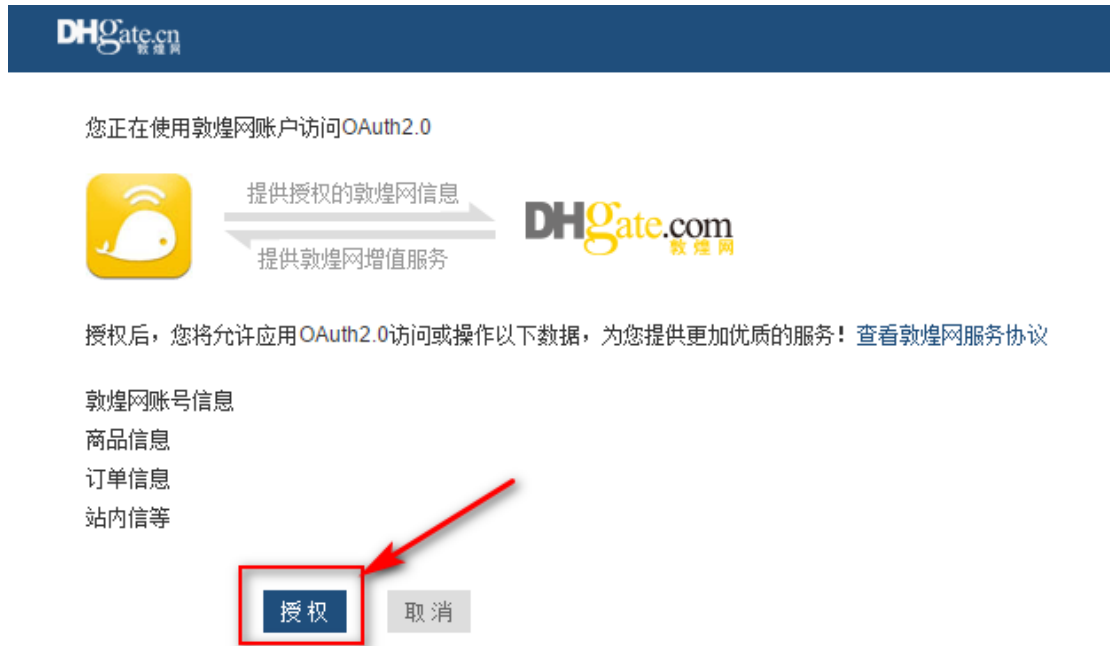 DHgate.cn
敦煌网
您正在使用敦煌网账户访问OAuth2.0
提供授权的敦煌网信息
DHgate.com
敦煌网
提供敦煌网增值服务
授权后，您将允许应用OAuth2.0访问或操作以下数据，为您提供更加优质的服务！查看敦煌网服务协议
敦煌网账号信息
商品信息
订单信息
站内信等
授权 取消